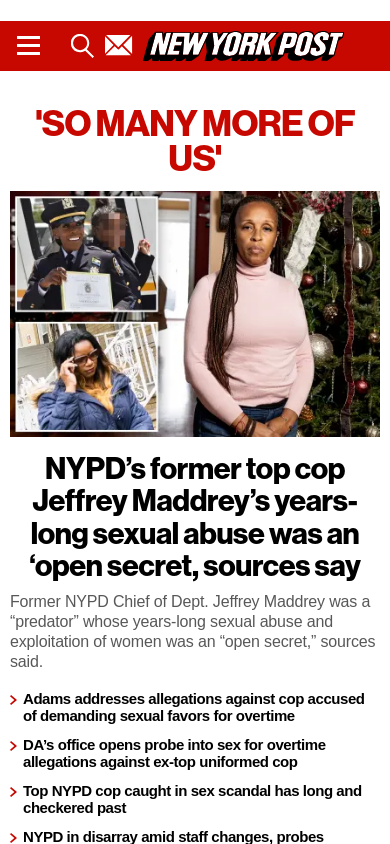 NEW YORK POST
'SO MANY MORE OF
US'
NYPD’s former top cop
Jeffrey Maddrey’s years-
long sexual abuse was an
‘open secret, sources say
Former NYPD Chief of Dept. Jeffrey Maddrey was a
“predator” whose years-long sexual abuse and
exploitation of women was an “open secret,” sources
said.
Adams addresses allegations against cop accused
of demanding sexual favors for overtime
DA’s office opens probe into sex for overtime
allegations against ex-top uniformed cop
Top NYPD cop caught in sex scandal has long and
checkered past
NYPD in disarray amid staff changes, probes